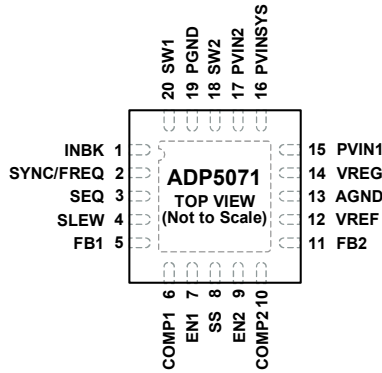 20 SW1
19 PGND
18 SW2
17 PVIN2
16 PVINSYS
INBK 1
SYNC/FREQ 2
SEQ 3
SLEW 4
FB1 5
ADP5071
TOP VIEW
(Not to Scale)
15 PVIN1
14 VREG
13 AGND
12 VREF
11 FB2
COMP1 6
EN1 7
SS 8
EN2 9
COMP2 10